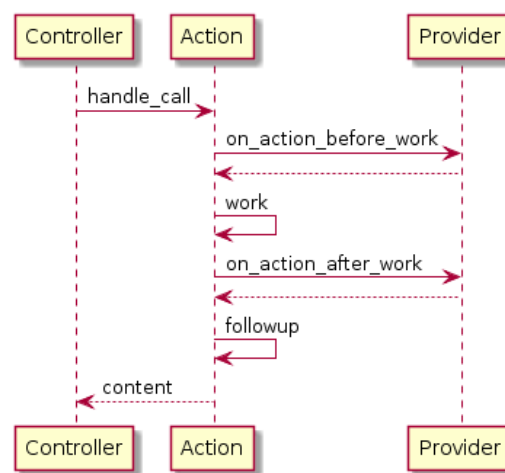 Controller Action Provider
handle_call
on_action_before_work
work
on_action_after_work
followup
content
Controller Action Provider